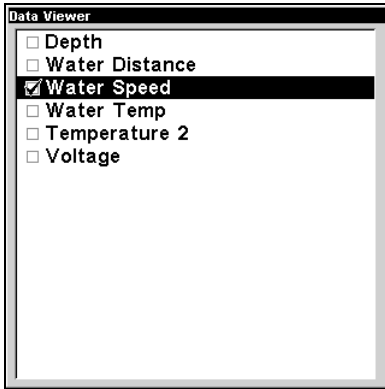 Data Viewer
Depth
Water Distance
Water Speed
Water Temp
Temperature 2
Voltage